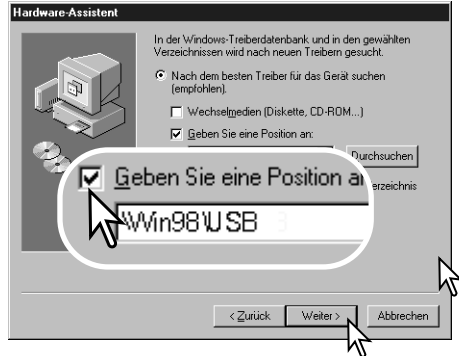 Hardware-Assistent
In der Windows-Treiberdatenbank und in den gewählten
Verzeichnissen wird nach neuen Treibern gesucht.
Nach dem besten Treiber für das Gerät suchen
(empfohlen).
Wechselmedien (Diskette, CD-ROM...)
Geben Sie eine Position an:
Durchsuchen
Geben Sie eine Position an
erzeichnis
\Win98\USB
< Zurück
Weiter >
Abbrechen